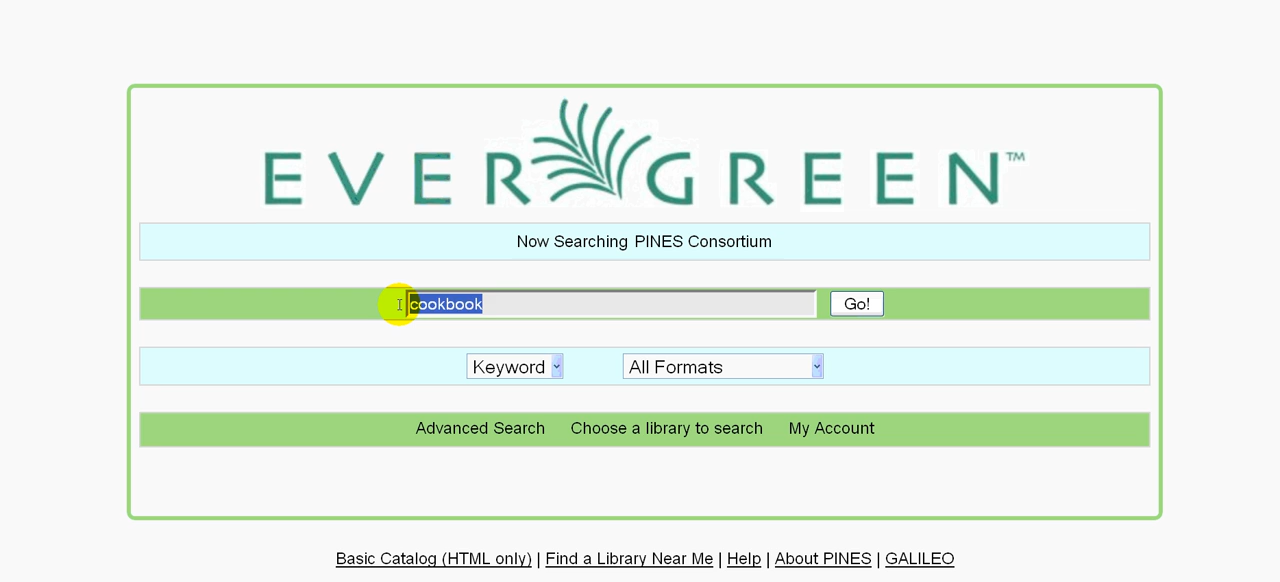 EVERGREEN™
Now Searching PINES Consortium
cookbook Go!
Keyword All Formats
Advanced Search Choose a library to search My Account
Basic Catalog (HTML only) | Find a Library Near Me | Help | About PINES | GALILEO